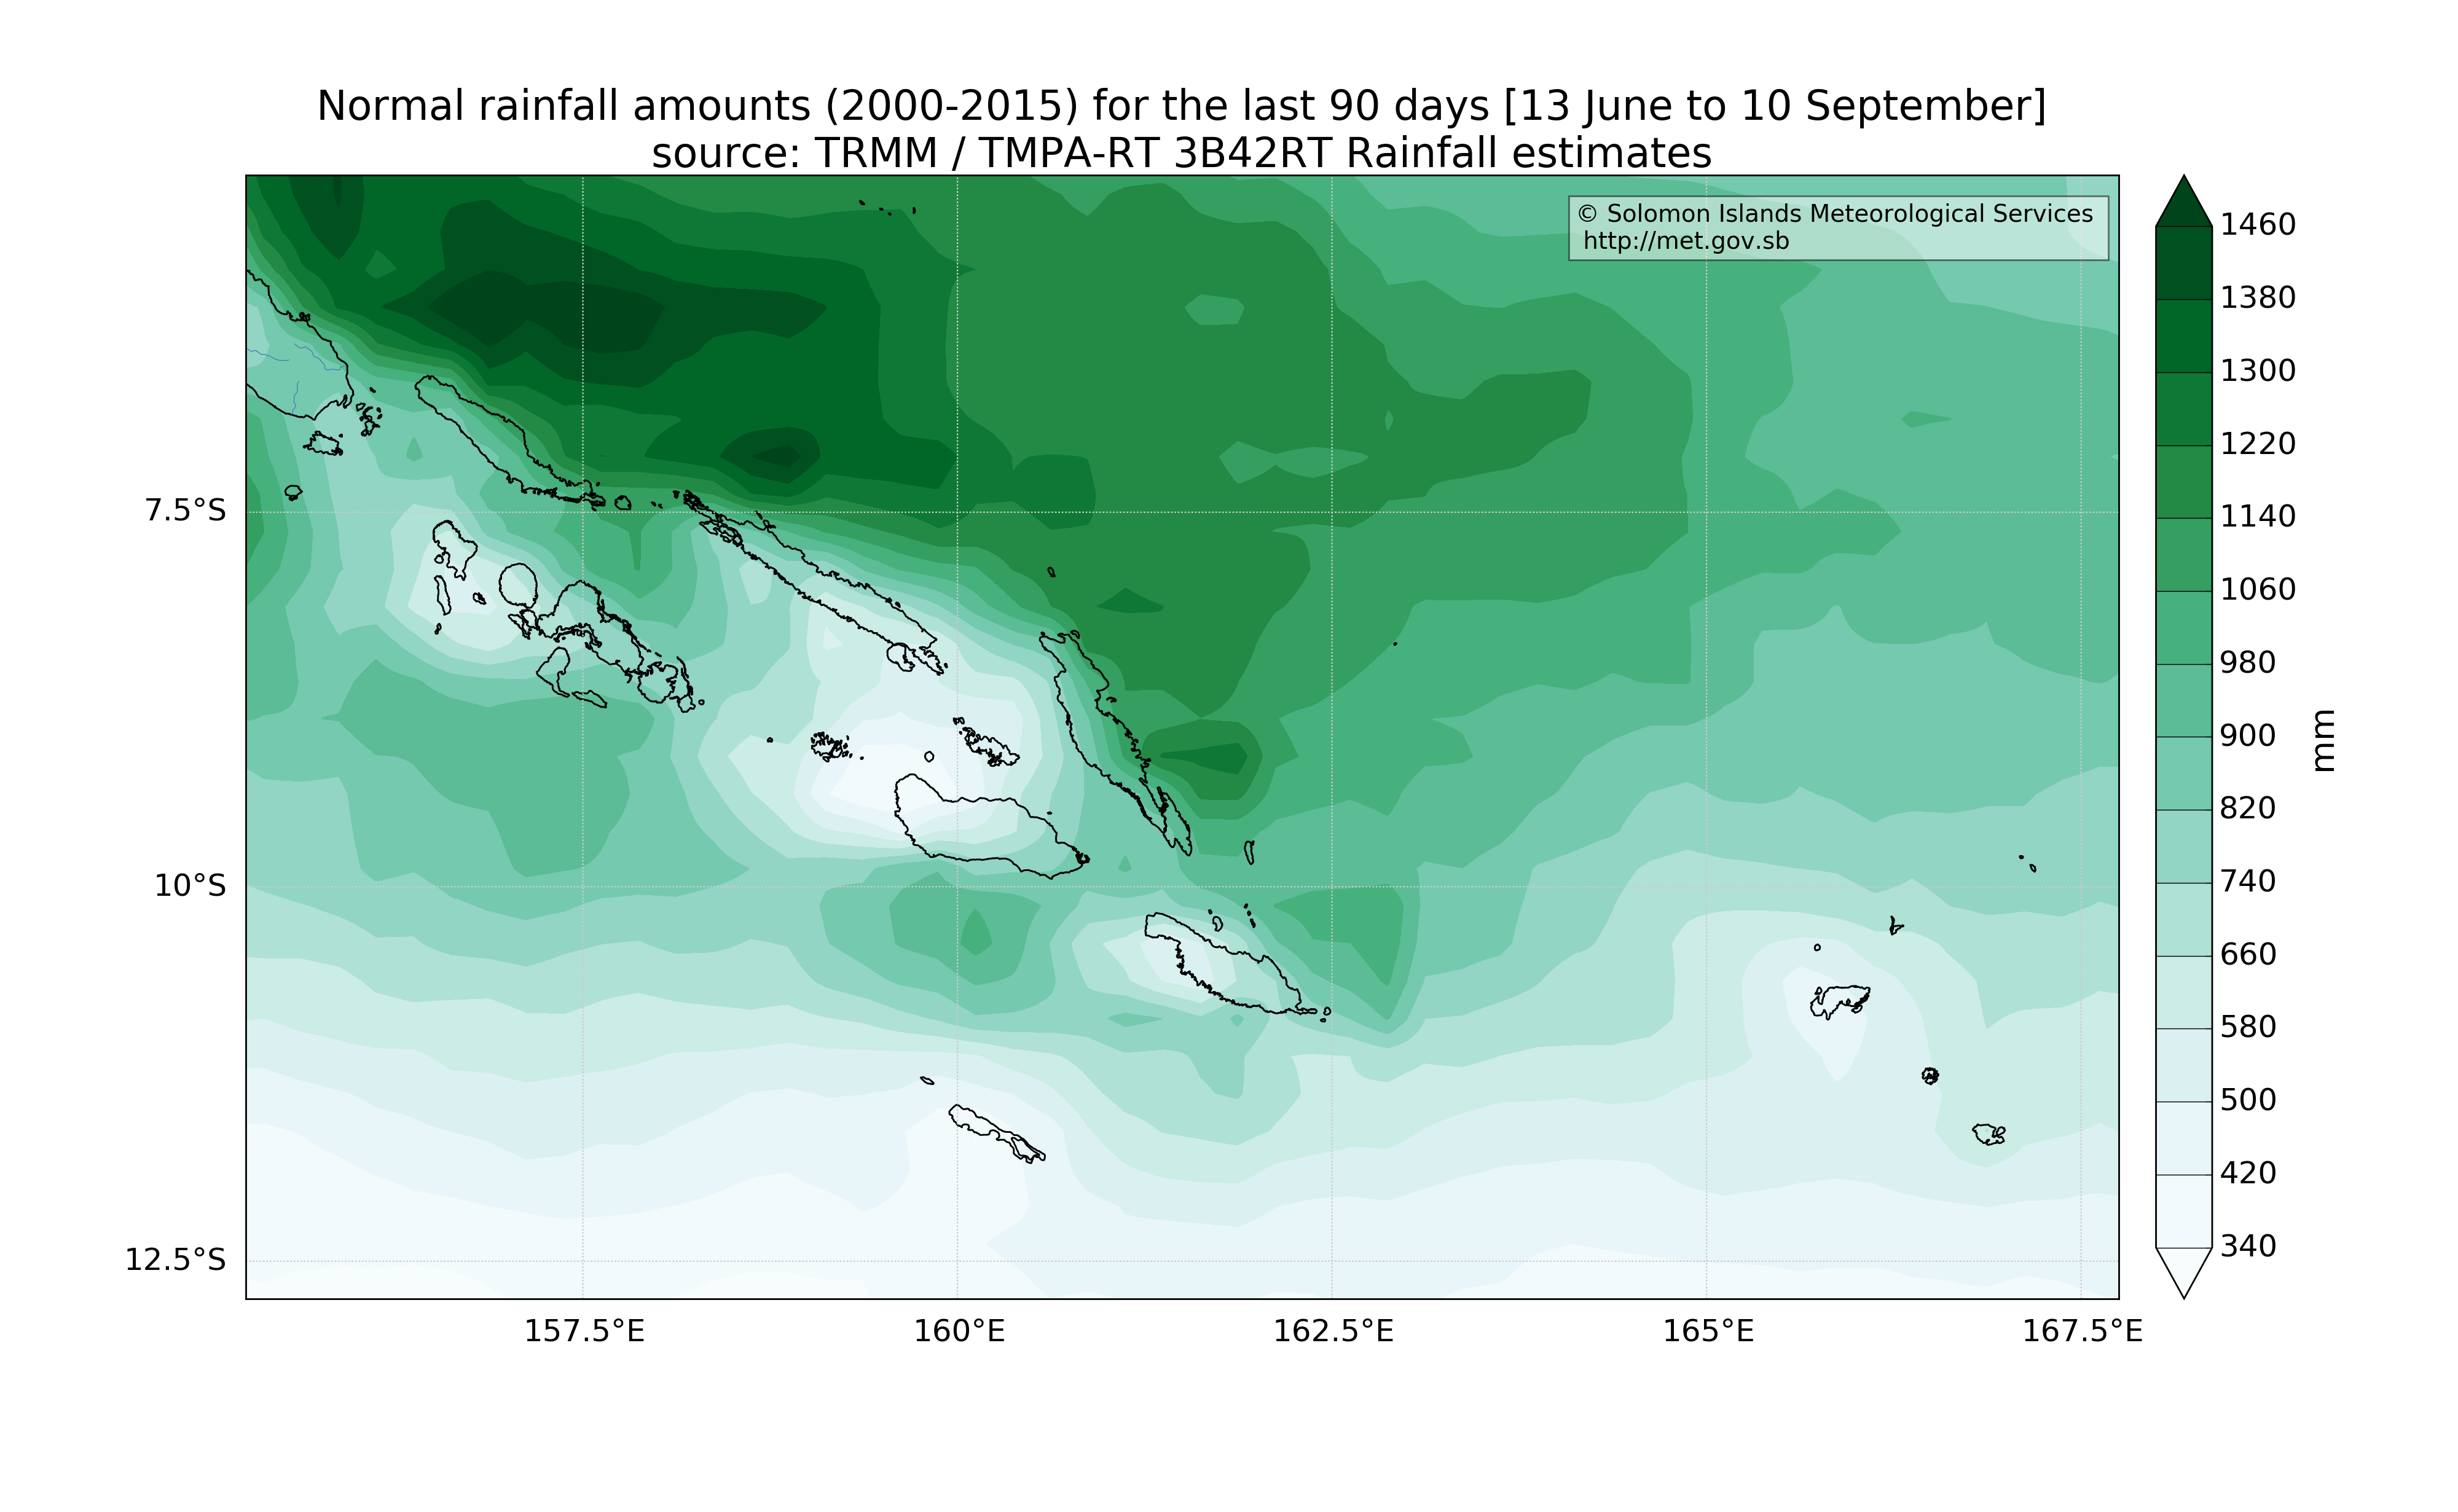 Normal rainfall amounts (2000-2015) for the last 90 days [13 June to 10 September]
source: TRMM / TMPA-RT 3B42RT Rainfall estimates
© Solomon Islands Meteorological Services
http://met.gov.sb
7.5°S
10°S
12.5°S
157.5°E
160°E
162.5°E
165°E
167.5°E
1460
1380
1300
1220
1140
1060
980
900
820
740
660
580
500
420
340
mm